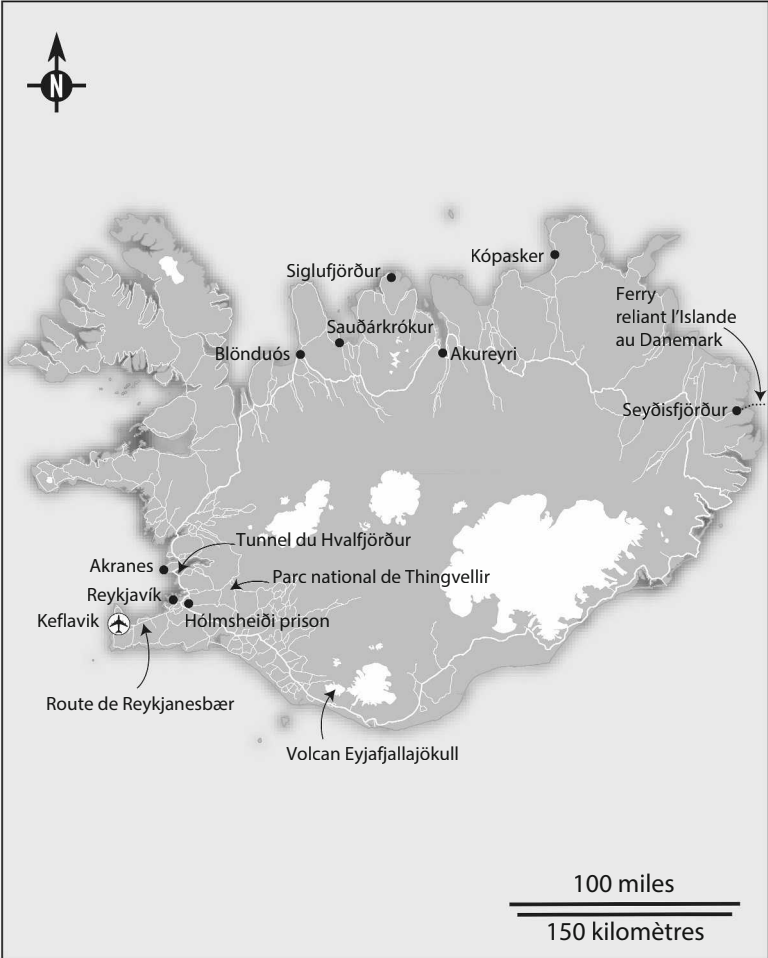 N
Kópasker
Siglufjörður
Ferry
reliant l’Islande
au Danemark
Sauðárkrókur
Blönduós
Akureyri
Seyðisfjörður
Tunnel du Hvalfjörður
Akranes
Parc national de Thingvellir
Reykjavík
Keflavik
Hólmsheiði prison
Route de Reykjanesbær
Volcan Eyjafjallajökull
100 miles
150 kilomètres